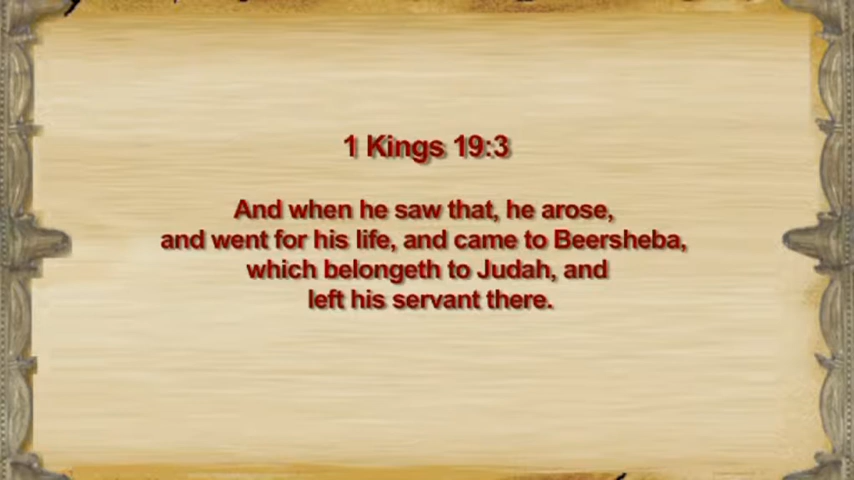 1 Kings 19:3
And when he saw that, he arose,
and went for his life, and came to Beersheba,
which belongeth to Judah, and
left his servant there.